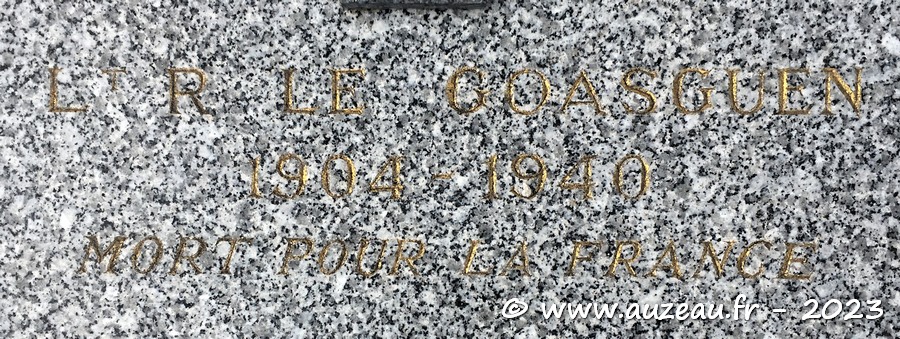 Lᵀ R LE GOASGUEN
1904 - 1940
MORT POUR LA FRANCE
© www.auzeau.fr - 2023